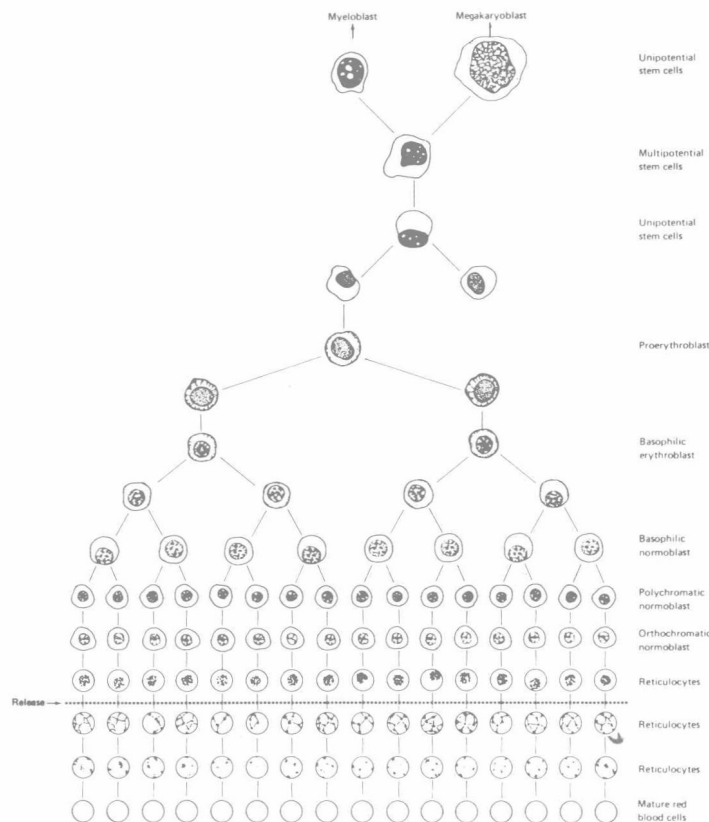 Myeloblast
Megakaryoblast
Unipotential
stem cells
Multipotential
stem cells
Unipotential
stem cells
Proerythroblast
Basophilic
erythroblast
Basophilic
normoblast
Polychromatic
normoblast
Orthochromatic
normoblast
Reticulocytes
Release
Reticulocytes
Reticulocytes
Mature red
blood cells